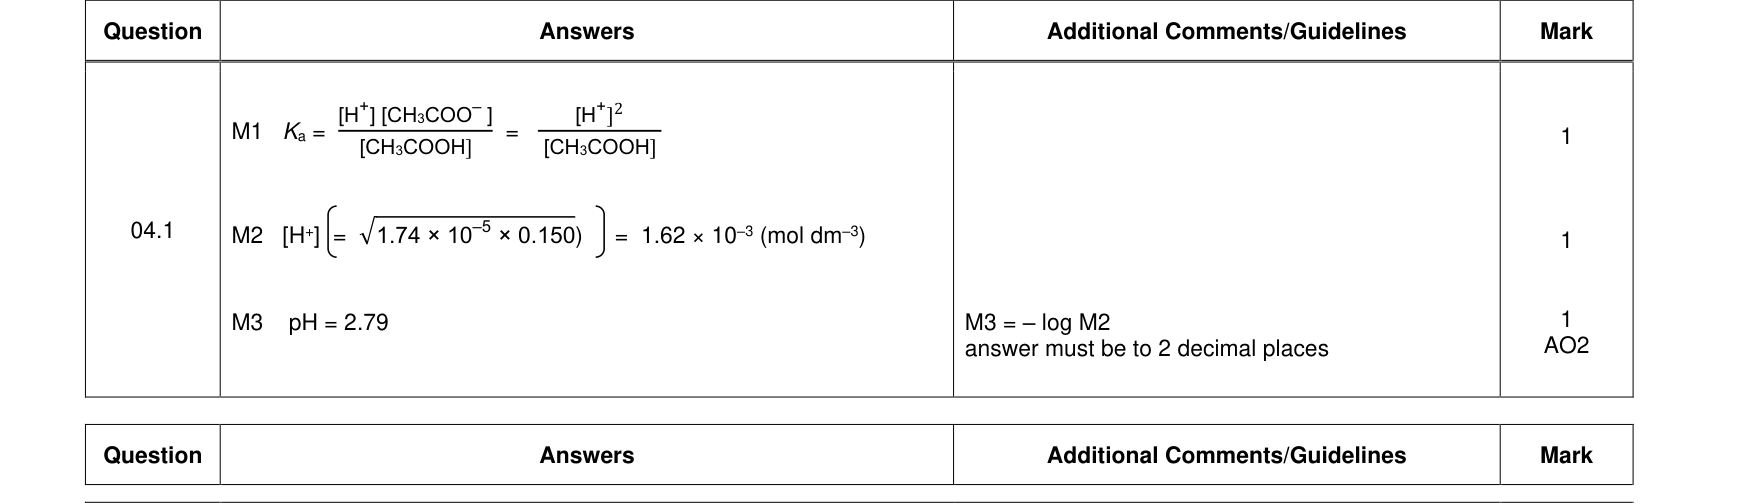 Question Answers Additional Comments/Guidelines Mark
04.1
M1 Kₐ = [H⁺] [CH₃COO⁻ ] / [CH₃COOH] = [H⁺]² / [CH₃COOH]
1
M2 [H⁺] (= √1.74 × 10⁻⁵ × 0.150) ) = 1.62 × 10⁻³ (mol dm⁻³)
1
M3 pH = 2.79
M3 = – log M2
answer must be to 2 decimal places
1
AO2
Question Answers Additional Comments/Guidelines Mark